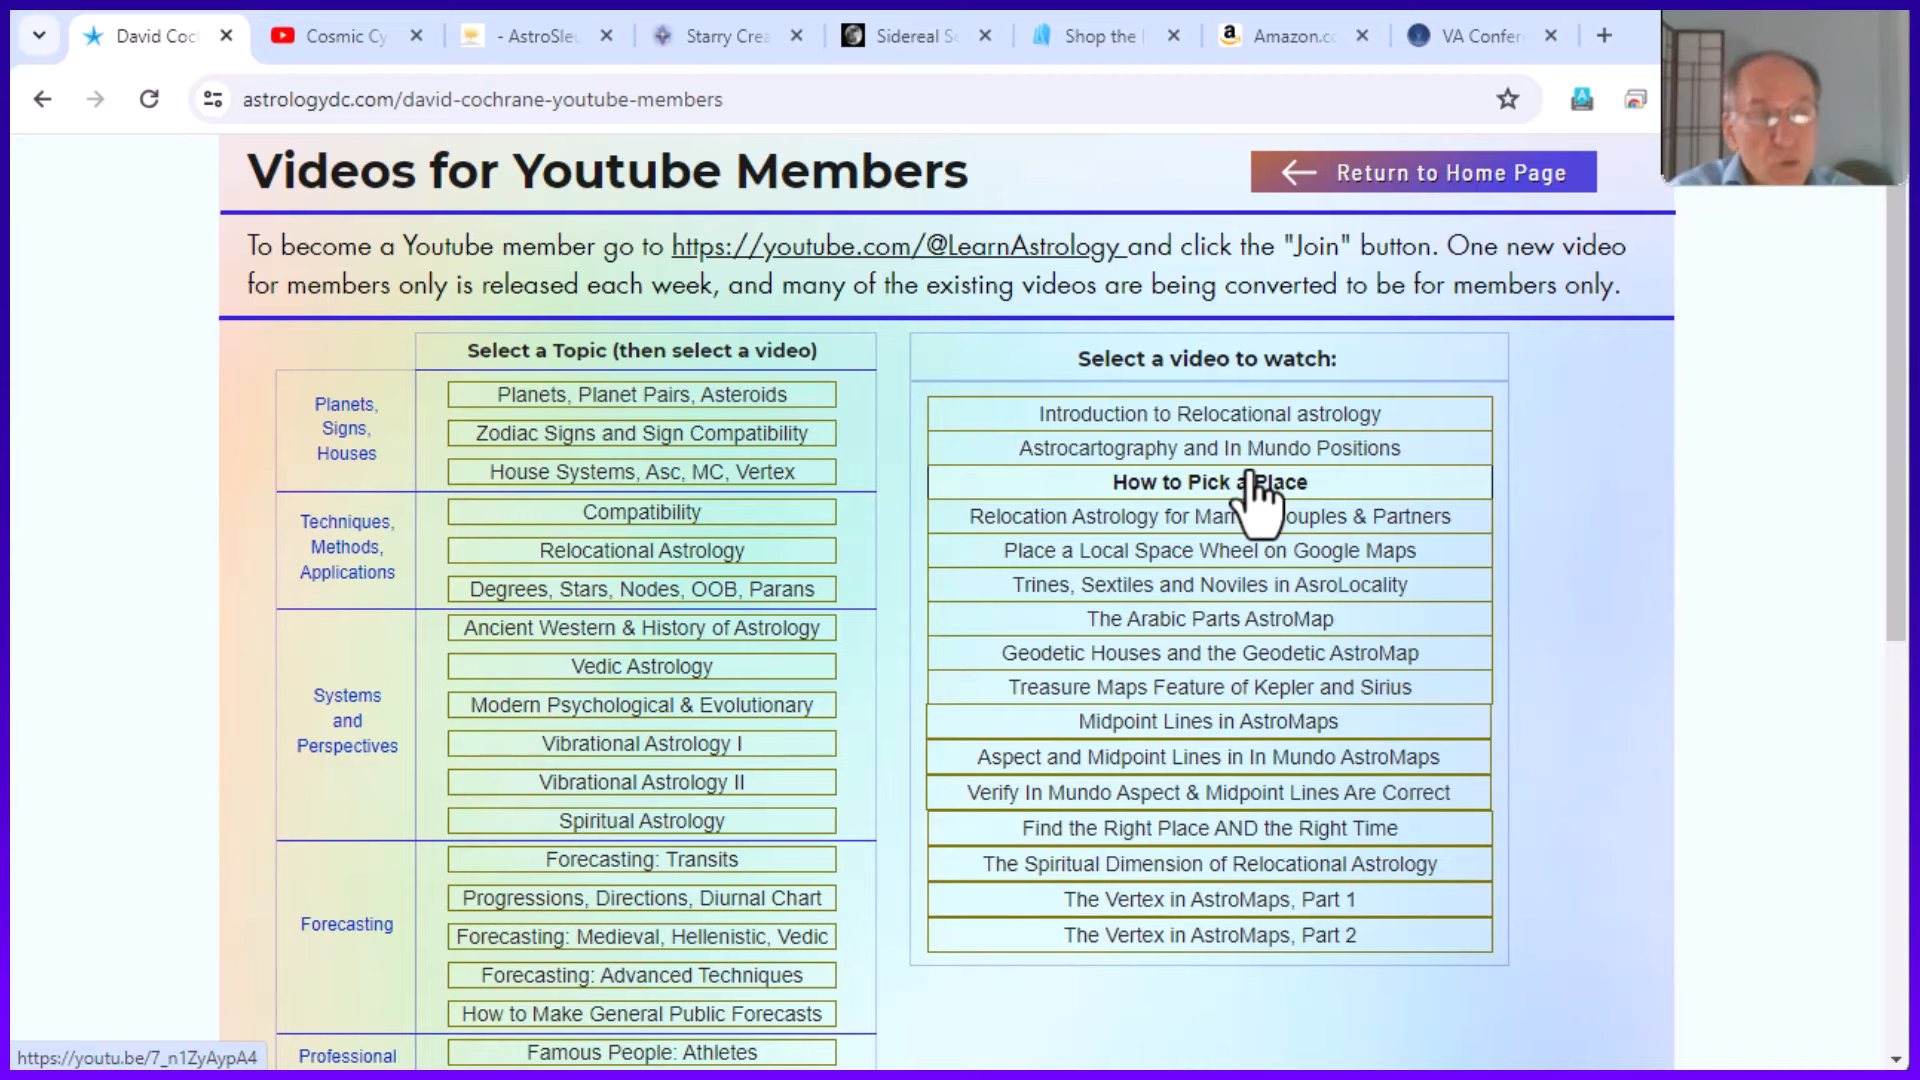 David Coc
Cosmic Cy
- AstroSle
Starry Crea
Sidereal S
Shop the
Amazon.c
VA Confer
astrologydc.com/david-cochrane-youtube-members
Videos for Youtube Members
Return to Home Page
To become a Youtube member go to https://youtube.com/@LearnAstrology and click the "Join" button. One new video
for members only is released each week, and many of the existing videos are being converted to be for members only.
Select a Topic (then select a video)
Planets,
Signs,
Houses
Planets, Planet Pairs, Asteroids
Zodiac Signs and Sign Compatibility
House Systems, Asc, MC, Vertex
Techniques,
Methods,
Applications
Compatibility
Relocational Astrology
Degrees, Stars, Nodes, OOB, Parans
Systems
and
Perspectives
Ancient Western & History of Astrology
Vedic Astrology
Modern Psychological & Evolutionary
Vibrational Astrology I
Vibrational Astrology II
Spiritual Astrology
Forecasting
Forecasting: Transits
Progressions, Directions, Diurnal Chart
Forecasting: Medieval, Hellenistic, Vedic
Forecasting: Advanced Techniques
How to Make General Public Forecasts
Professional
Famous People: Athletes
Select a video to watch:
Introduction to Relocational astrology
Astrocartography and In Mundo Positions
How to Pick a Place
Relocation Astrology for Mar ouples & Partners
Place a Local Space Wheel on Google Maps
Trines, Sextiles and Noviles in AsroLocality
The Arabic Parts AstroMap
Geodetic Houses and the Geodetic AstroMap
Treasure Maps Feature of Kepler and Sirius
Midpoint Lines in AstroMaps
Aspect and Midpoint Lines in In Mundo AstroMaps
Verify In Mundo Aspect & Midpoint Lines Are Correct
Find the Right Place AND the Right Time
The Spiritual Dimension of Relocational Astrology
The Vertex in AstroMaps, Part 1
The Vertex in AstroMaps, Part 2
https://youtu.be/7_n1ZyAypA4